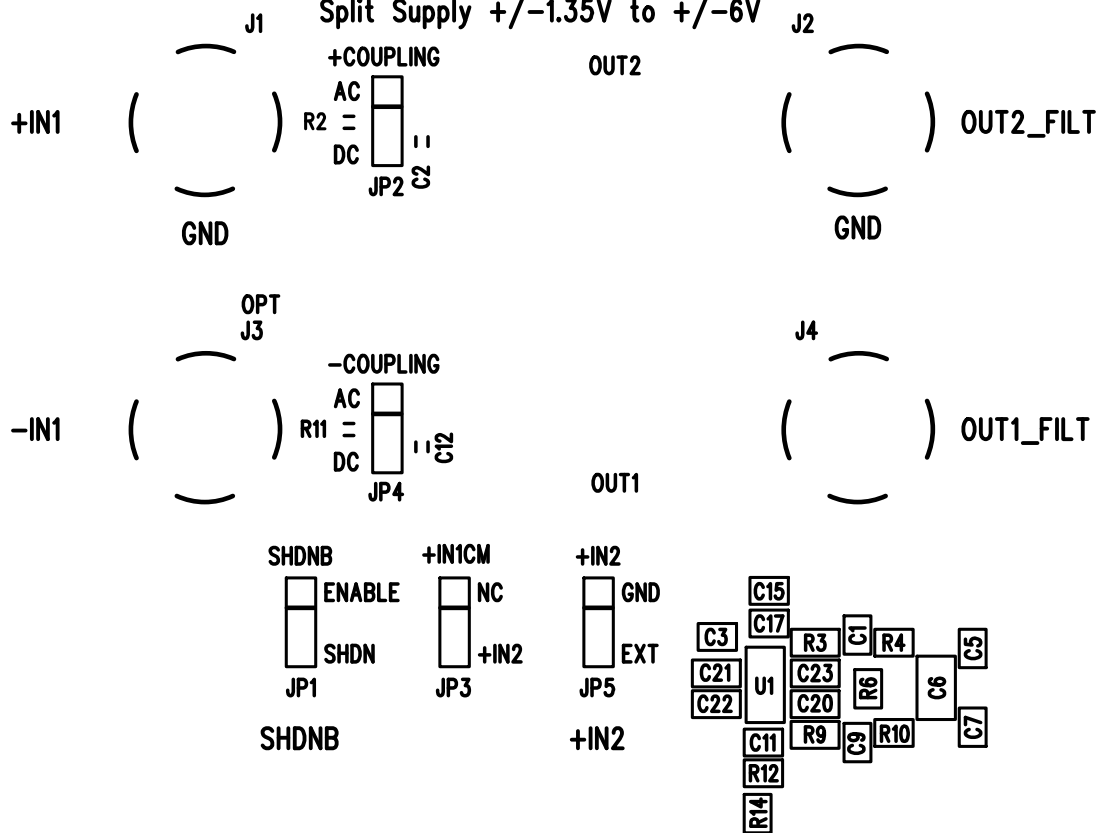 Split Supply +/-1.35V to +/-6V
J1
J2
+COUPLING
OUT2
AC
+IN1
R2
OUT2_FILT
DC
C2
JP2
GND
GND
OPT
J3
J4
-COUPLING
AC
-IN1
R11
OUT1_FILT
C12
DC
JP4
OUT1
SHDNB
+IN1CM
+IN2
ENABLE
NC
GND
C15
C17
C3
R3
C1
R4
C5
SHDN
+IN2
EXT
C21
U1
C23
R6
C6
JP1
JP3
JP5
C22
C20
C7
SHDNB
+IN2
C11
R9
C9
R10
R12
R14